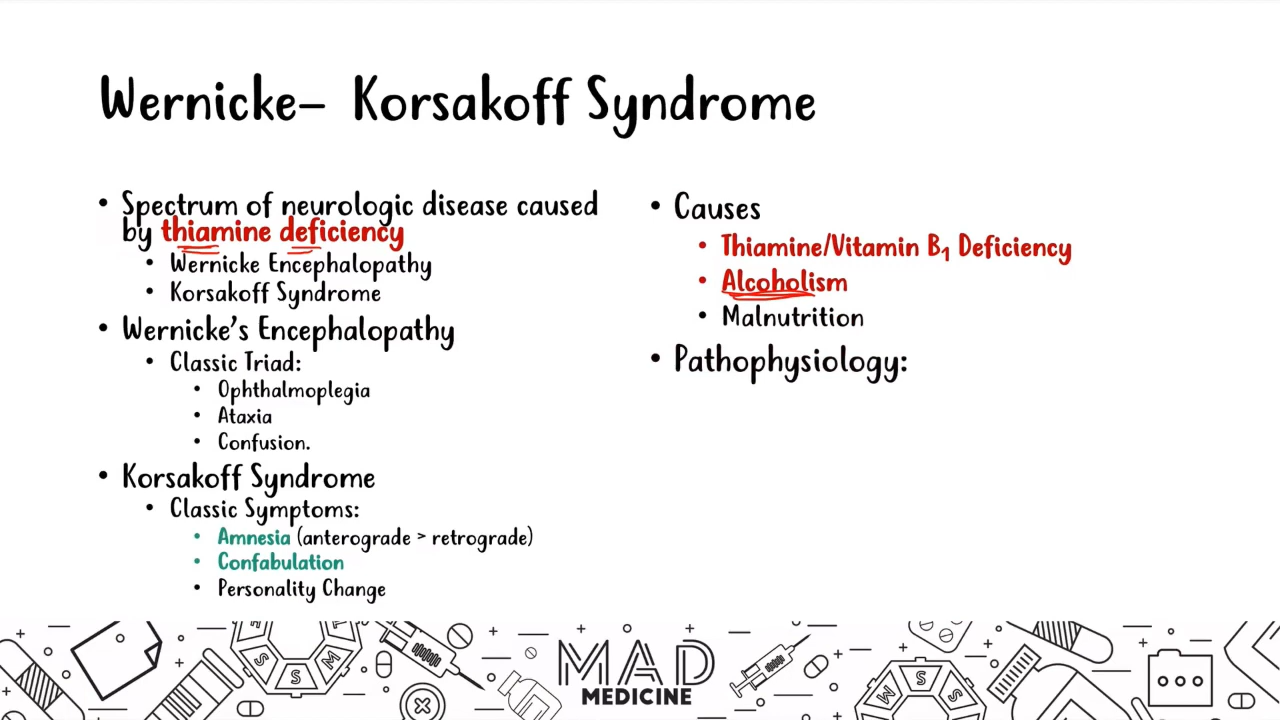 Wernicke– Korsakoff Syndrome
• Spectrum of neurologic disease caused
by thiamine deficiency
• Wernicke Encephalopathy
• Korsakoff Syndrome
• Wernicke's Encephalopathy
• Classic Triad:
• Ophthalmoplegia
• Ataxia
• Confusion.
• Korsakoff Syndrome
• Classic Symptoms:
• Amnesia (anterograde > retrograde)
• Confabulation
• Personality Change
• Causes
• Thiamine/Vitamin B₁ Deficiency
• Alcoholism
• Malnutrition
• Pathophysiology:
MAD
MEDICINE